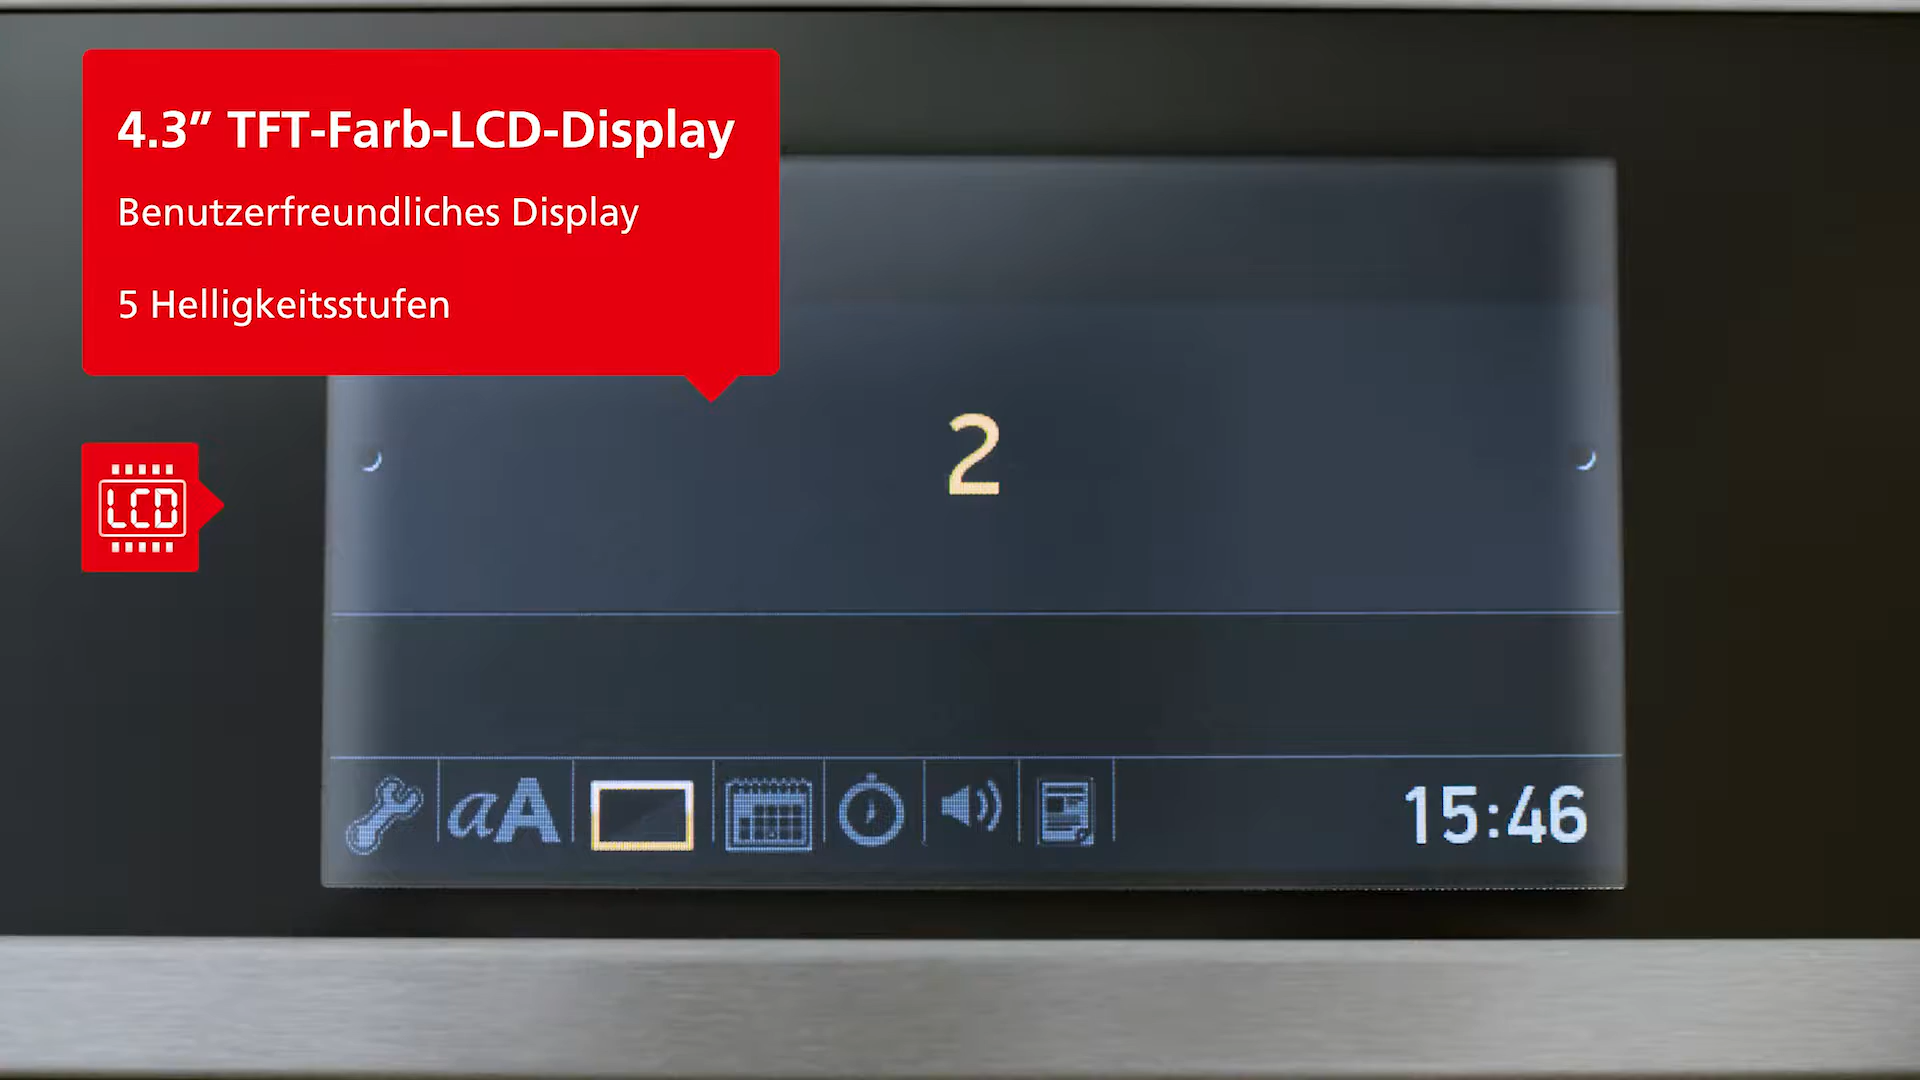 4.3” TFT-Farb-LCD-Display
Benutzerfreundliches Display
5 Helligkeitsstufen
LCD
2
aA
15:46